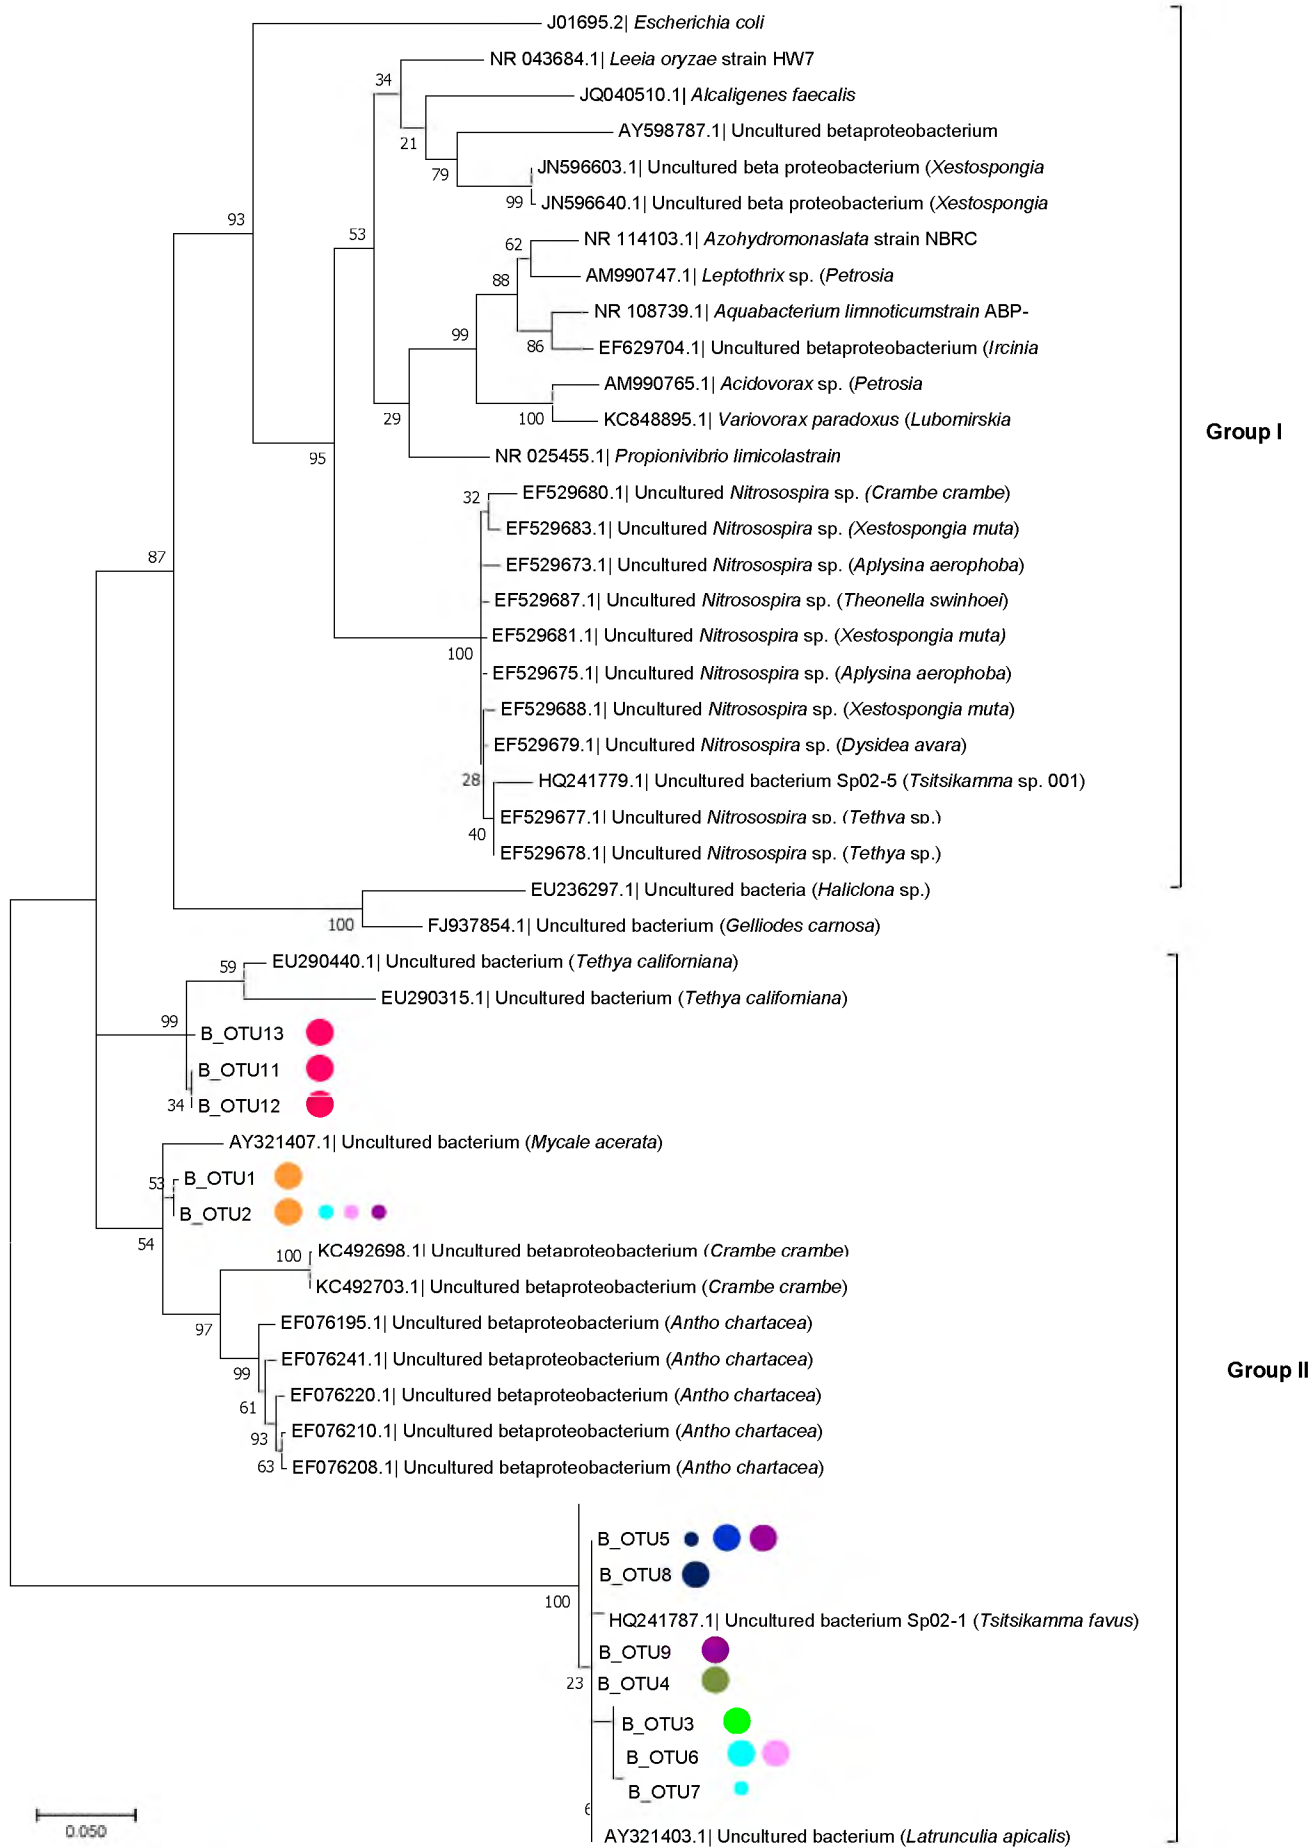 J01695.2| Escherichia coli
NR 043684.1| Leeia oryzae strain HW7
34
JQ040510.1| Alcaligenes faecalis
AY598787.1| Uncultured betaproteobacterium
21
JN596603.1| Uncultured beta proteobacterium (Xestospongia
79
99 JN596640.1| Uncultured beta proteobacterium (Xestospongia
93
53
NR 114103.1| Azohydromonaslata strain NBRC
62
AM990747.1| Leptothrix sp. (Petrosia
88
NR 108739.1| Aquabacterium limnoticumstrain ABP-
99
86
EF629704.1| Uncultured betaproteobacterium (Ircinia
AM990765.1| Acidovorax sp. (Petrosia
29
100
KC848895.1| Variovorax paradoxus (Lubomirskia
Group I
95
NR 025455.1| Propionivibrio limicolastrain
32
EF529680.1| Uncultured Nitrosospira sp. (Crambe crambe)
EF529683.1| Uncultured Nitrosospira sp. (Xestospongia muta)
87
EF529673.1| Uncultured Nitrosospira sp. (Aplysina aerophoba)
EF529687.1| Uncultured Nitrosospira sp. (Theonella swinhoei)
EF529681.1| Uncultured Nitrosospira sp. (Xestospongia muta)
100
EF529675.1| Uncultured Nitrosospira sp. (Aplysina aerophoba)
EF529688.1| Uncultured Nitrosospira sp. (Xestospongia muta)
EF529679.1| Uncultured Nitrosospira sp. (Dysidea avara)
28
HQ241779.1| Uncultured bacterium Sp02-5 (Tsitsikamma sp. 001)
EF529677.1| Uncultured Nitrosospira sp. (Tethya sp.)
40
EF529678.1| Uncultured Nitrosospira sp. (Tethya sp.)
EU236297.1| Uncultured bacteria (Haliclona sp.)
100
FJ937854.1| Uncultured bacterium (Gelliodes carnosa)
59
EU290440.1| Uncultured bacterium (Tethya californiana)
EU290315.1| Uncultured bacterium (Tethya californiana)
99
B_OTU13
B_OTU11
34
B_OTU12
AY321407.1| Uncultured bacterium (Mycale acerata)
53
B_OTU1
B_OTU2
54
100
KC492698.1| Uncultured betaproteobacterium (Crambe crambe)
KC492703.1| Uncultured betaproteobacterium (Crambe crambe)
97
EF076195.1| Uncultured betaproteobacterium (Antho chartacea)
EF076241.1| Uncultured betaproteobacterium (Antho chartacea)
99
Group II
EF076220.1| Uncultured betaproteobacterium (Antho chartacea)
61
EF076210.1| Uncultured betaproteobacterium (Antho chartacea)
93
63
EF076208.1| Uncultured betaproteobacterium (Antho chartacea)
B_OTU5
B_OTU8
100
HQ241787.1| Uncultured bacterium Sp02-1 (Tsitsikamma favus)
B_OTU9
23
B_OTU4
B_OTU3
B_OTU6
B_OTU7
6
0.050
AY321403.1| Uncultured bacterium (Latrunculia apicalis)